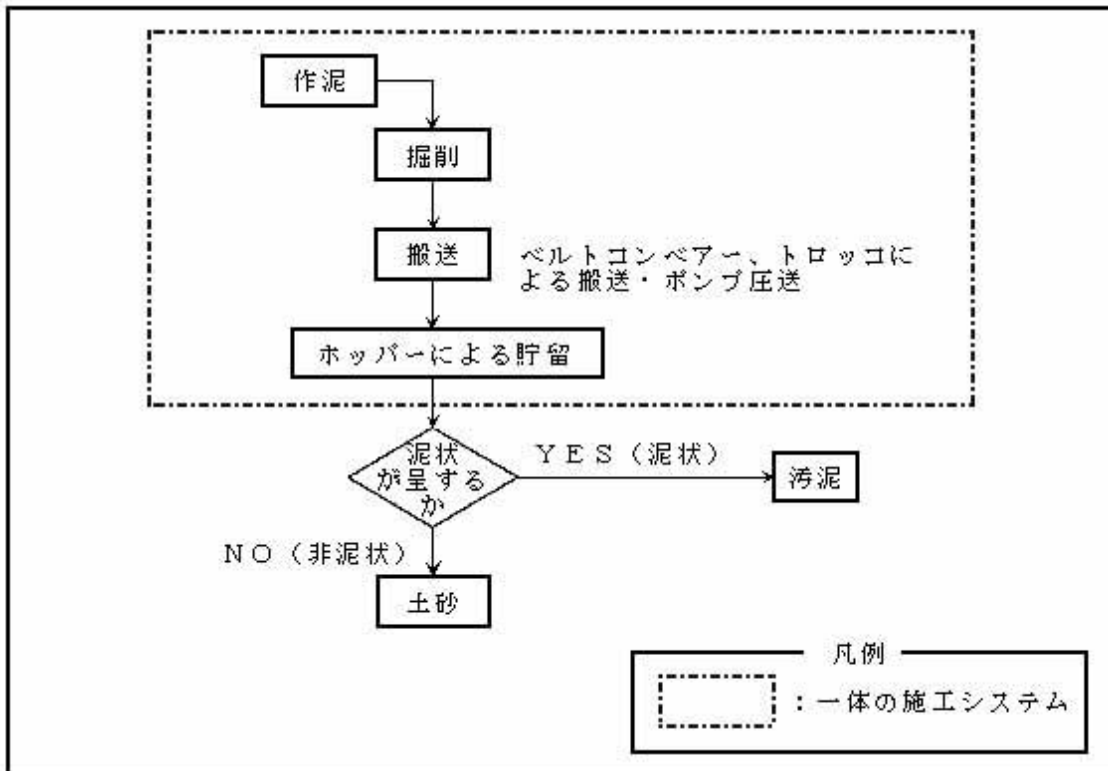 作泥
掘削
搬送
ベルトコンベアー、トロッコに
よる搬送・ポンプ圧送
ホッパーによる貯留
泥状
が呈する
か
ＹＥＳ（泥状）
汚泥
ＮＯ（非泥状）
土砂
凡例
：一体の施工システム